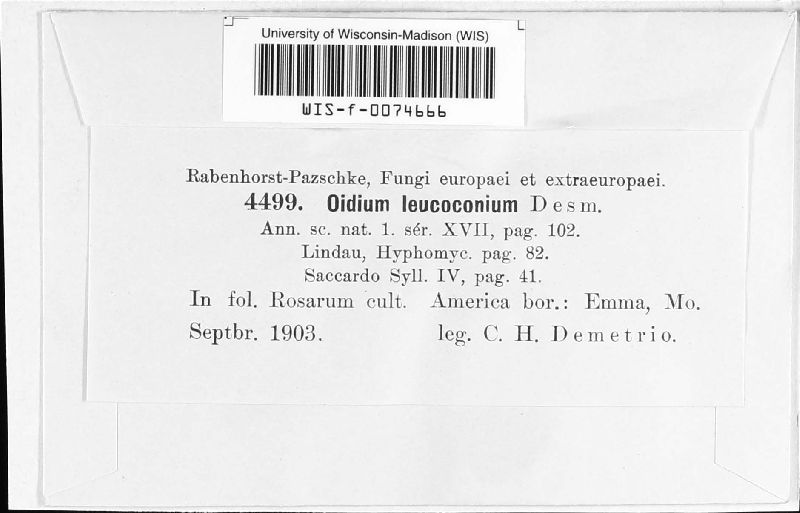 University of Wisconsin-Madison (WIS)
WIS-f-0074666
Rabenhorst-Pazschke, Fungi europaei et extraeuropaei.
4499. Oidium leucoconium Desm.
Ann. sc. nat. 1. sér. XVII, pag. 102.
Lindau, Hyphomyc. pag. 82.
Saccardo Syll. IV, pag. 41.
In fol. Rosarum cult. America bor.: Emma, Mo.
Septbr. 1903. leg. C. H. Demetrio.